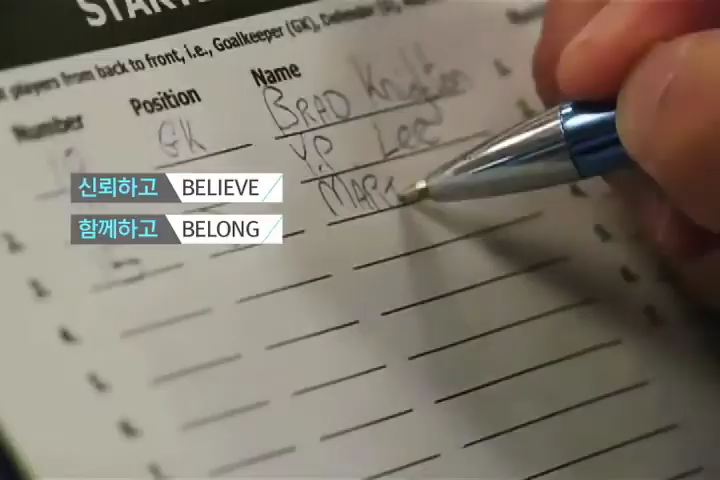 START
players from back to front, i.e., Goalkeeper (GK), Defender
Number Position Name
GK BRAD Knighton
Y.P. Lee
MART
신뢰하고 BELIEVE
함께하고 BELONG